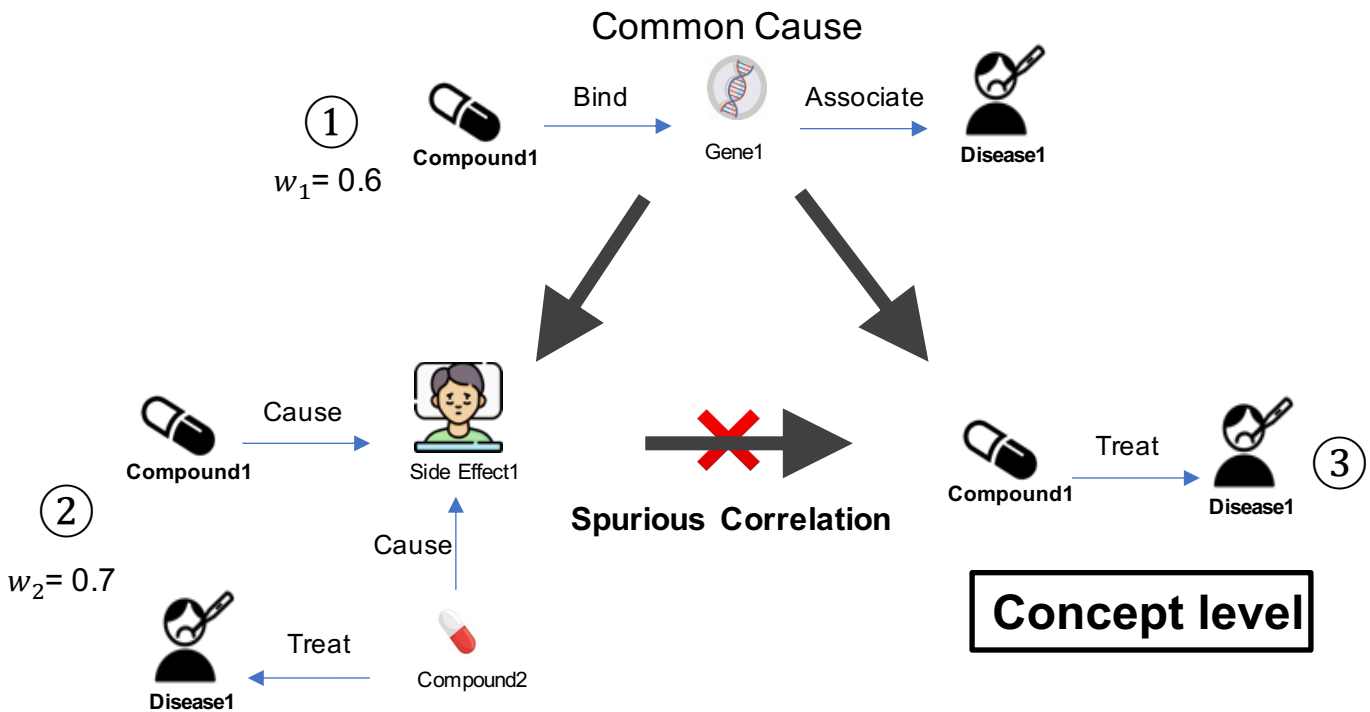 Common Cause
①
w₁= 0.6
Compound1
Bind
Gene1
Associate
Disease1
Compound1
Cause
Side Effect1
②
w₂= 0.7
Cause
Disease1
Treat
Compound2
Spurious Correlation
Compound1
Treat
Disease1
③
Concept level